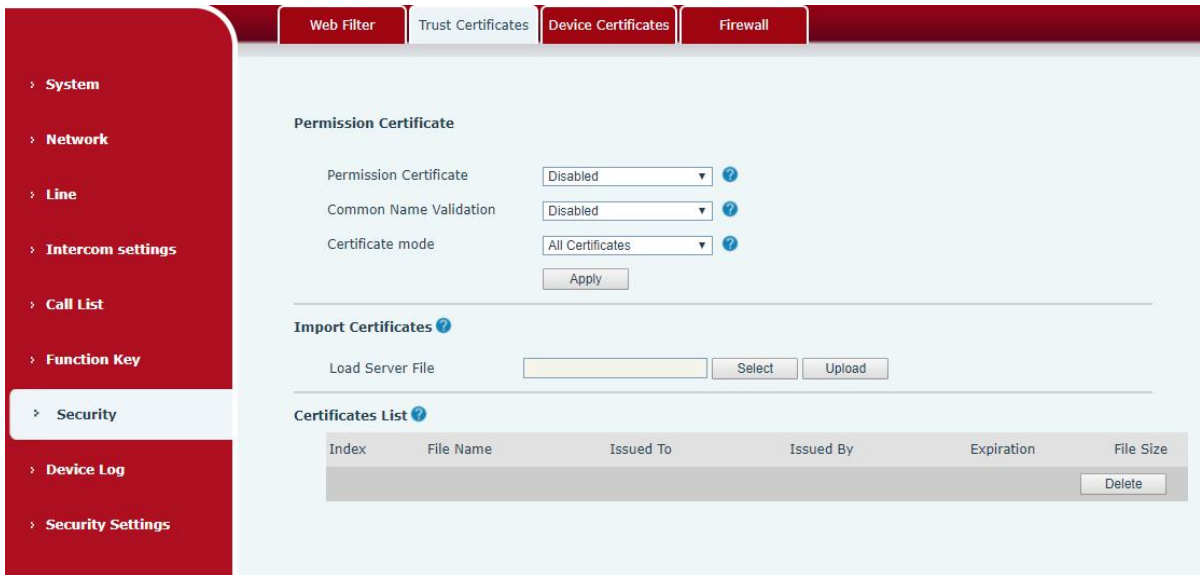 Web Filter Trust Certificates Device Certificates Firewall
System
Network
Line
Intercom settings
Call List
Function Key
Security
Device Log
Security Settings
Permission Certificate
Permission Certificate Disabled
Common Name Validation Disabled
Certificate mode All Certificates
Apply
Import Certificates
Load Server File Select Upload
Certificates List
Index File Name Issued To Issued By Expiration File Size
Delete